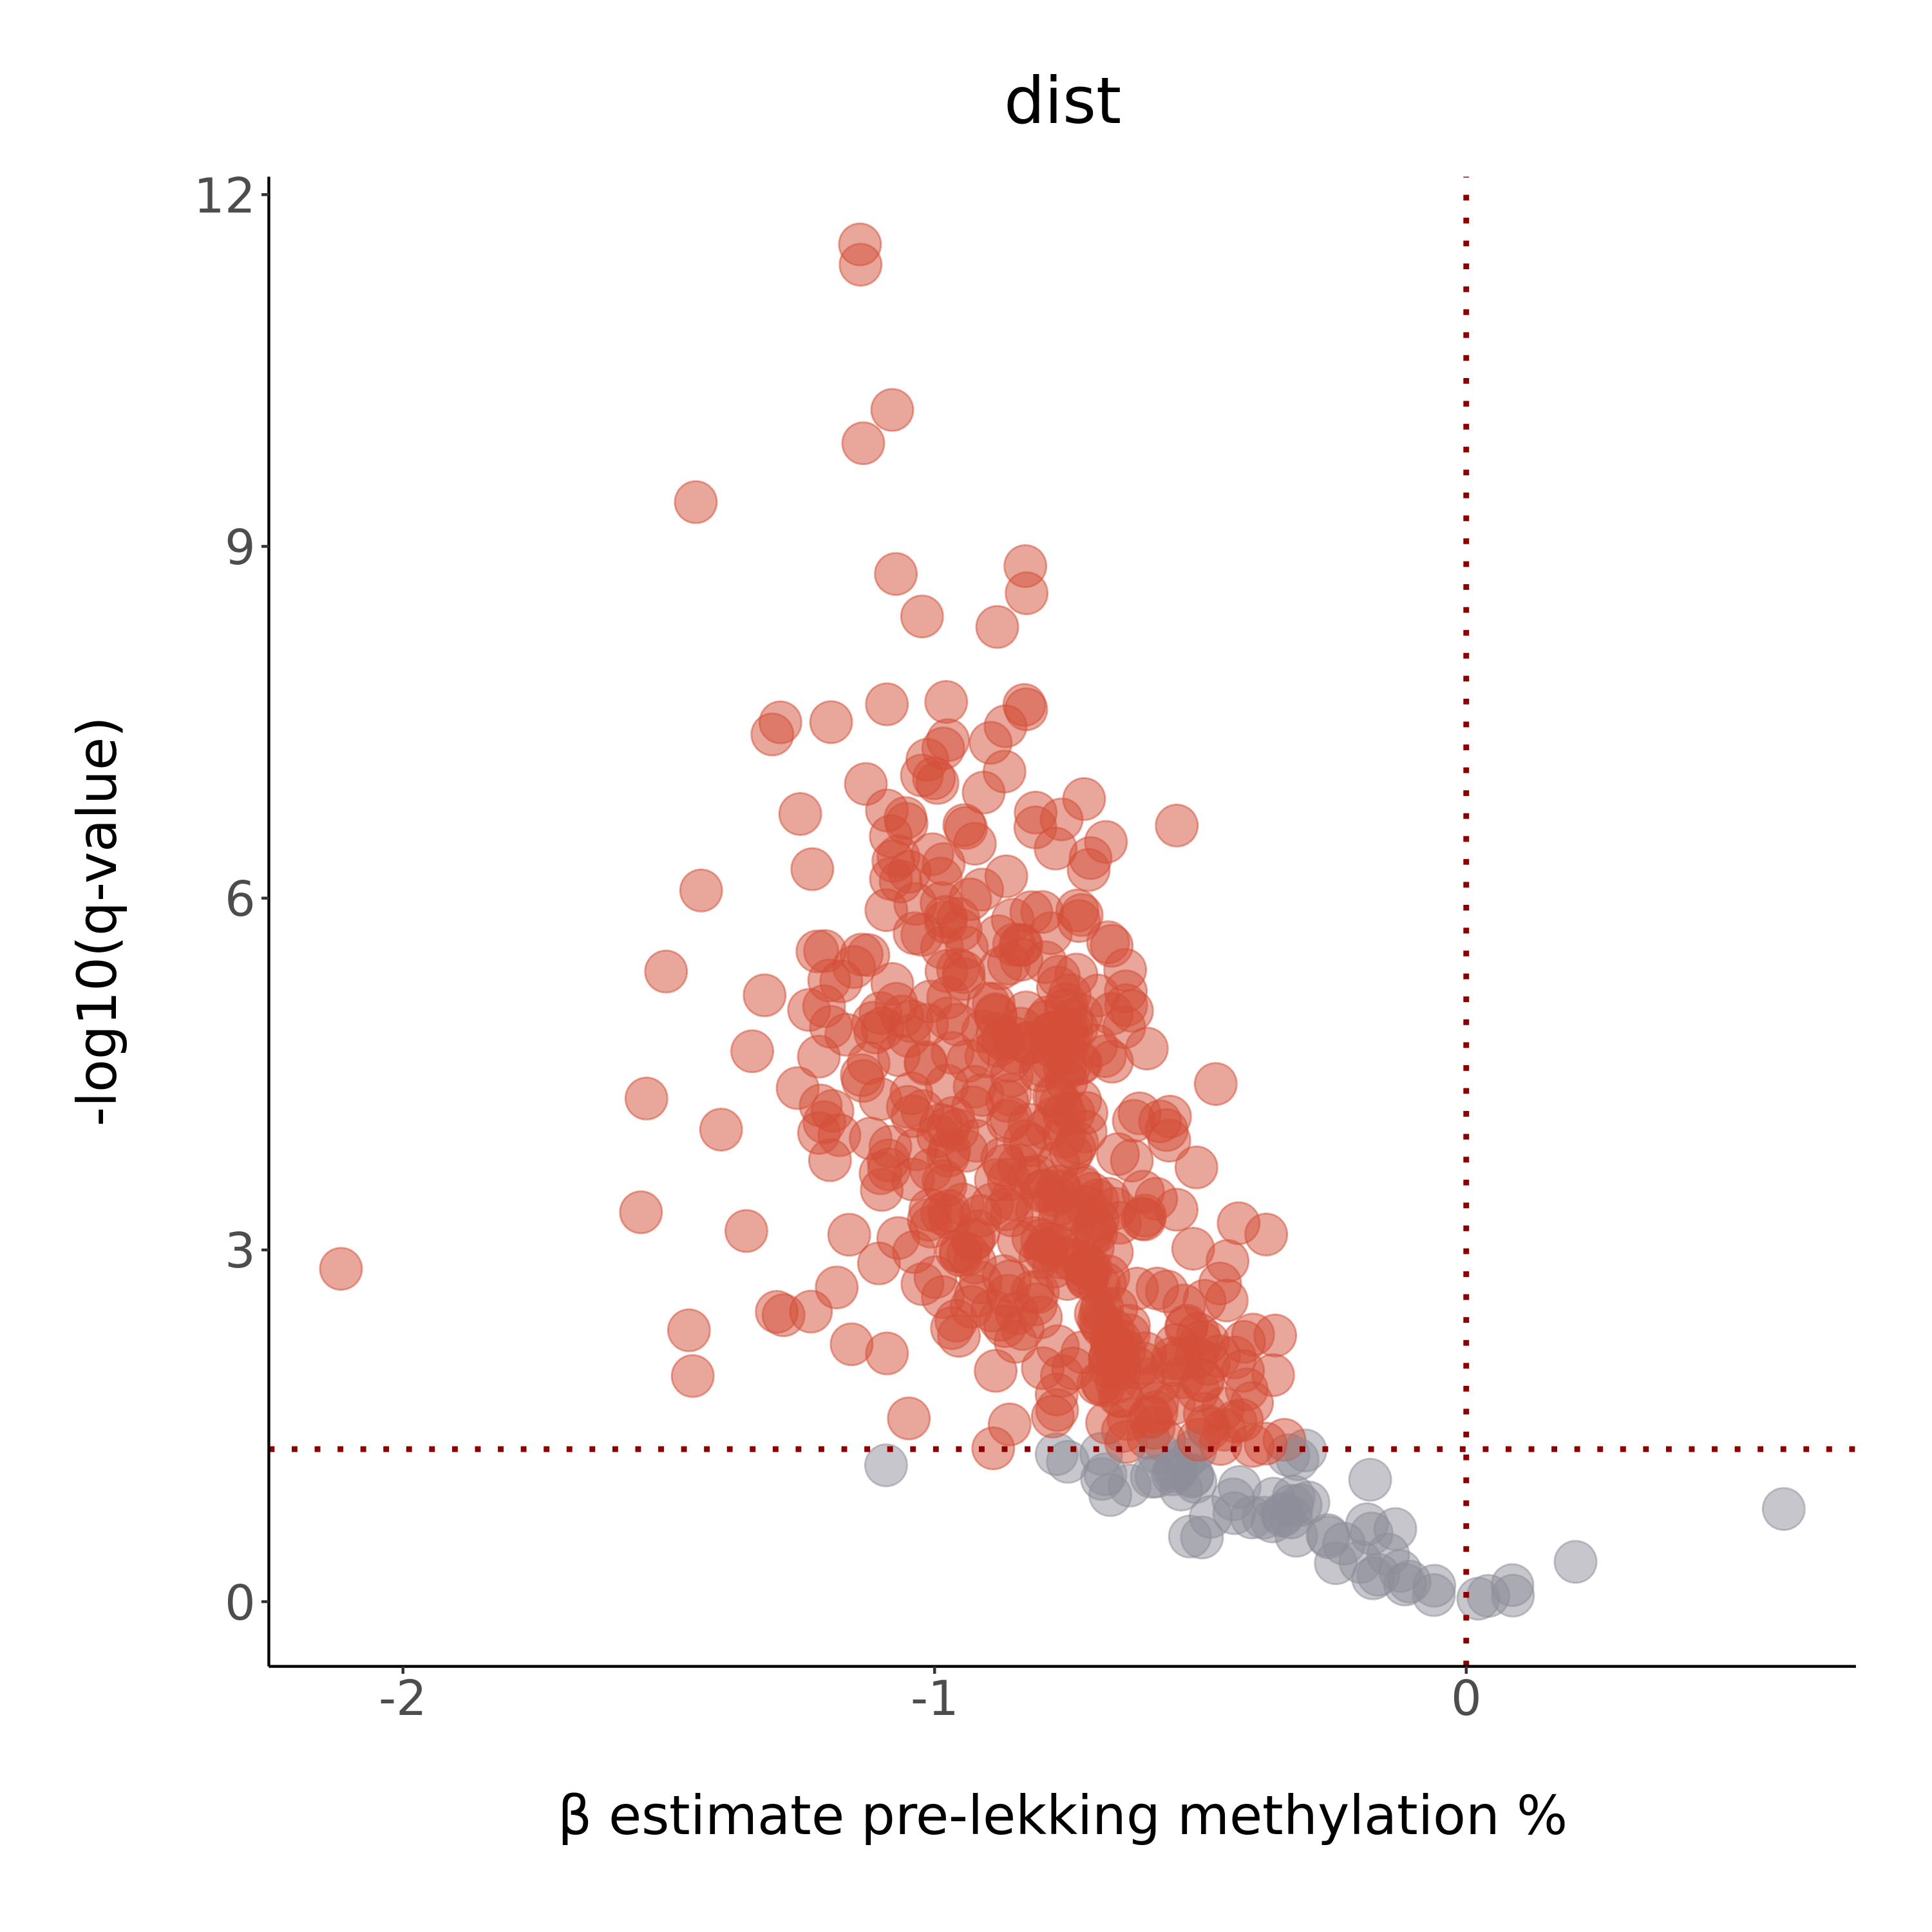 dist
12
9
6
3
0
-log10(q-value)
-2
-1
0
β estimate pre-lekking methylation %